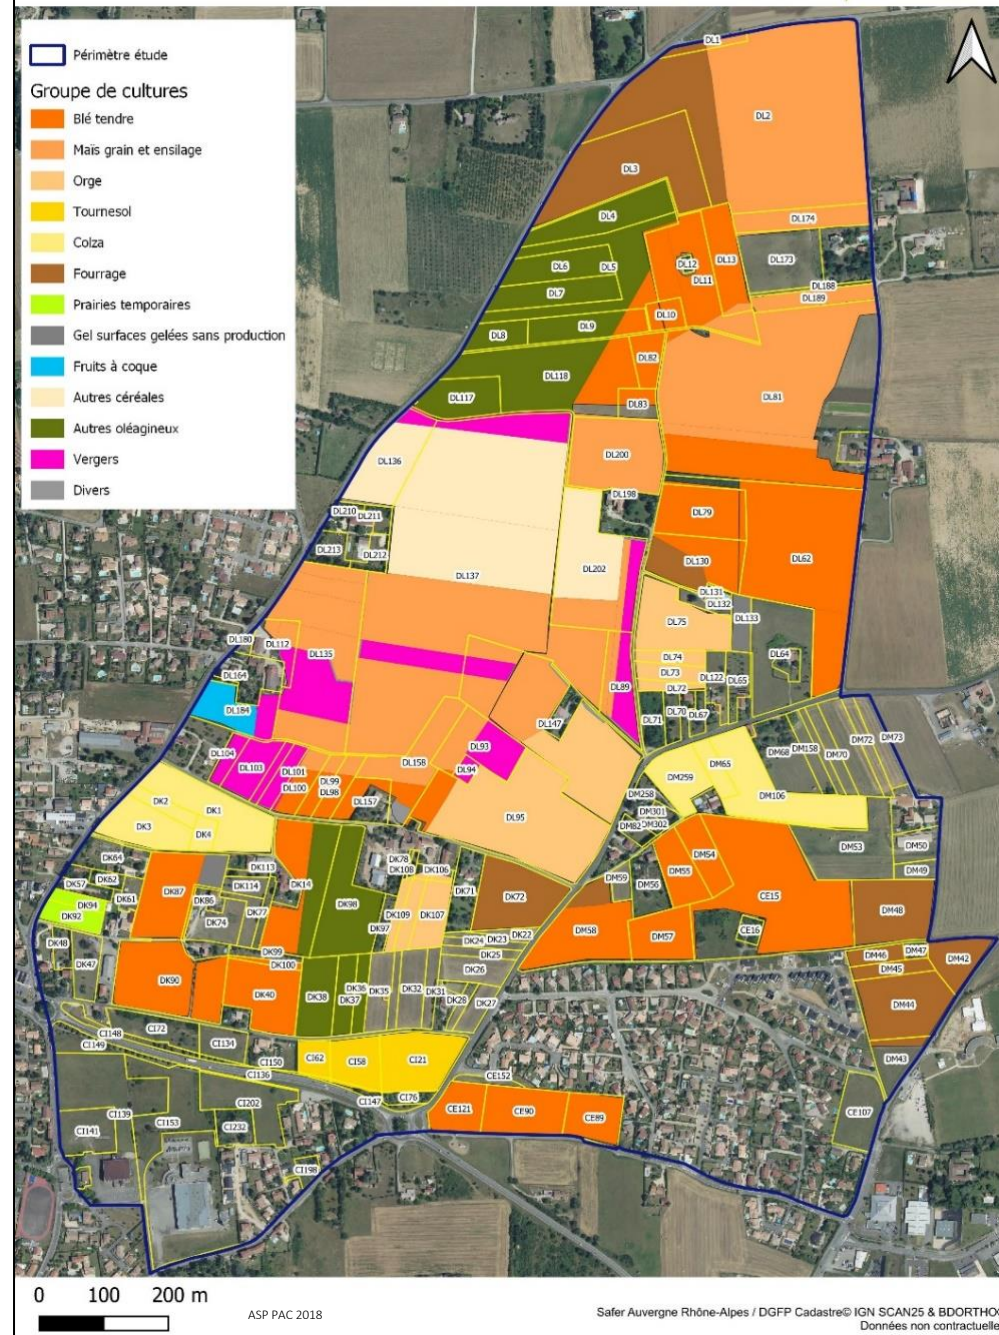 Périmètre étude
Groupe de cultures
Blé tendre
Maïs grain et ensilage
Orge
Tournesol
Colza
Fourrage
Prairies temporaires
Gel surfaces gelées sans production
Fruits à coque
Autres céréales
Autres oléagineux
Vergers
Divers
DL1
DL2
DL3
DL4
DL174
DL12
DL13
DL173
DL6
DL5
DL11
DL7
DL188
DL189
DL10
DL9
DL8
DL82
DL118
DL117
DL83
DL81
DL136
DL200
DL198
DL210
DL211
DL79
DL213
DL212
DL62
DL130
DL137
DL202
DL131
DL132
DL133
DL75
DL180
DL112
DL135
DL74
DL64
DL73
DL164
DL122
DL65
DL72
DL89
DL184
DL71
DL70
DL67
DL147
DM72
DM73
DL93
DM68
DM158
DM70
DL104
DL158
DL103
DL101
DL94
DM65
DL99
DM259
DL100
DL98
DM258
DM106
DK2
DL157
DK1
DM301
DL95
DK3
DK4
DM82
DM302
DM53
DM50
DK64
DK78
DM54
DK113
DK108
DK106
DM49
DK57
DK62
DM55
DK114
DK14
DK71
DM59
DM56
DK87
DK61
DK86
DK72
CE15
DK94
DK98
DK92
DK77
DK109
DK107
DM48
DK74
DK97
CE16
DM58
DM57
DK48
DK24
DK23
DK22
DK99
DM46
DM47
DM42
DK47
DK25
DK100
DM45
DK26
DK90
DK36
DK35
DK32
DK31
DK40
DK38
DK37
DK28
DK27
DM44
CI148
CI72
CI149
CI134
DM43
CI150
CI62
CI58
CI21
CI136
CE152
CI76
CI147
CI202
CE121
CE90
CE89
CI139
CE107
CI153
CI232
CI141
CI198
0 100 200 m
ASP PAC 2018
Safer Auvergne Rhône-Alpes / DGFP Cadastre© IGN SCAN25 & BDORTHO
Données non contractuelle